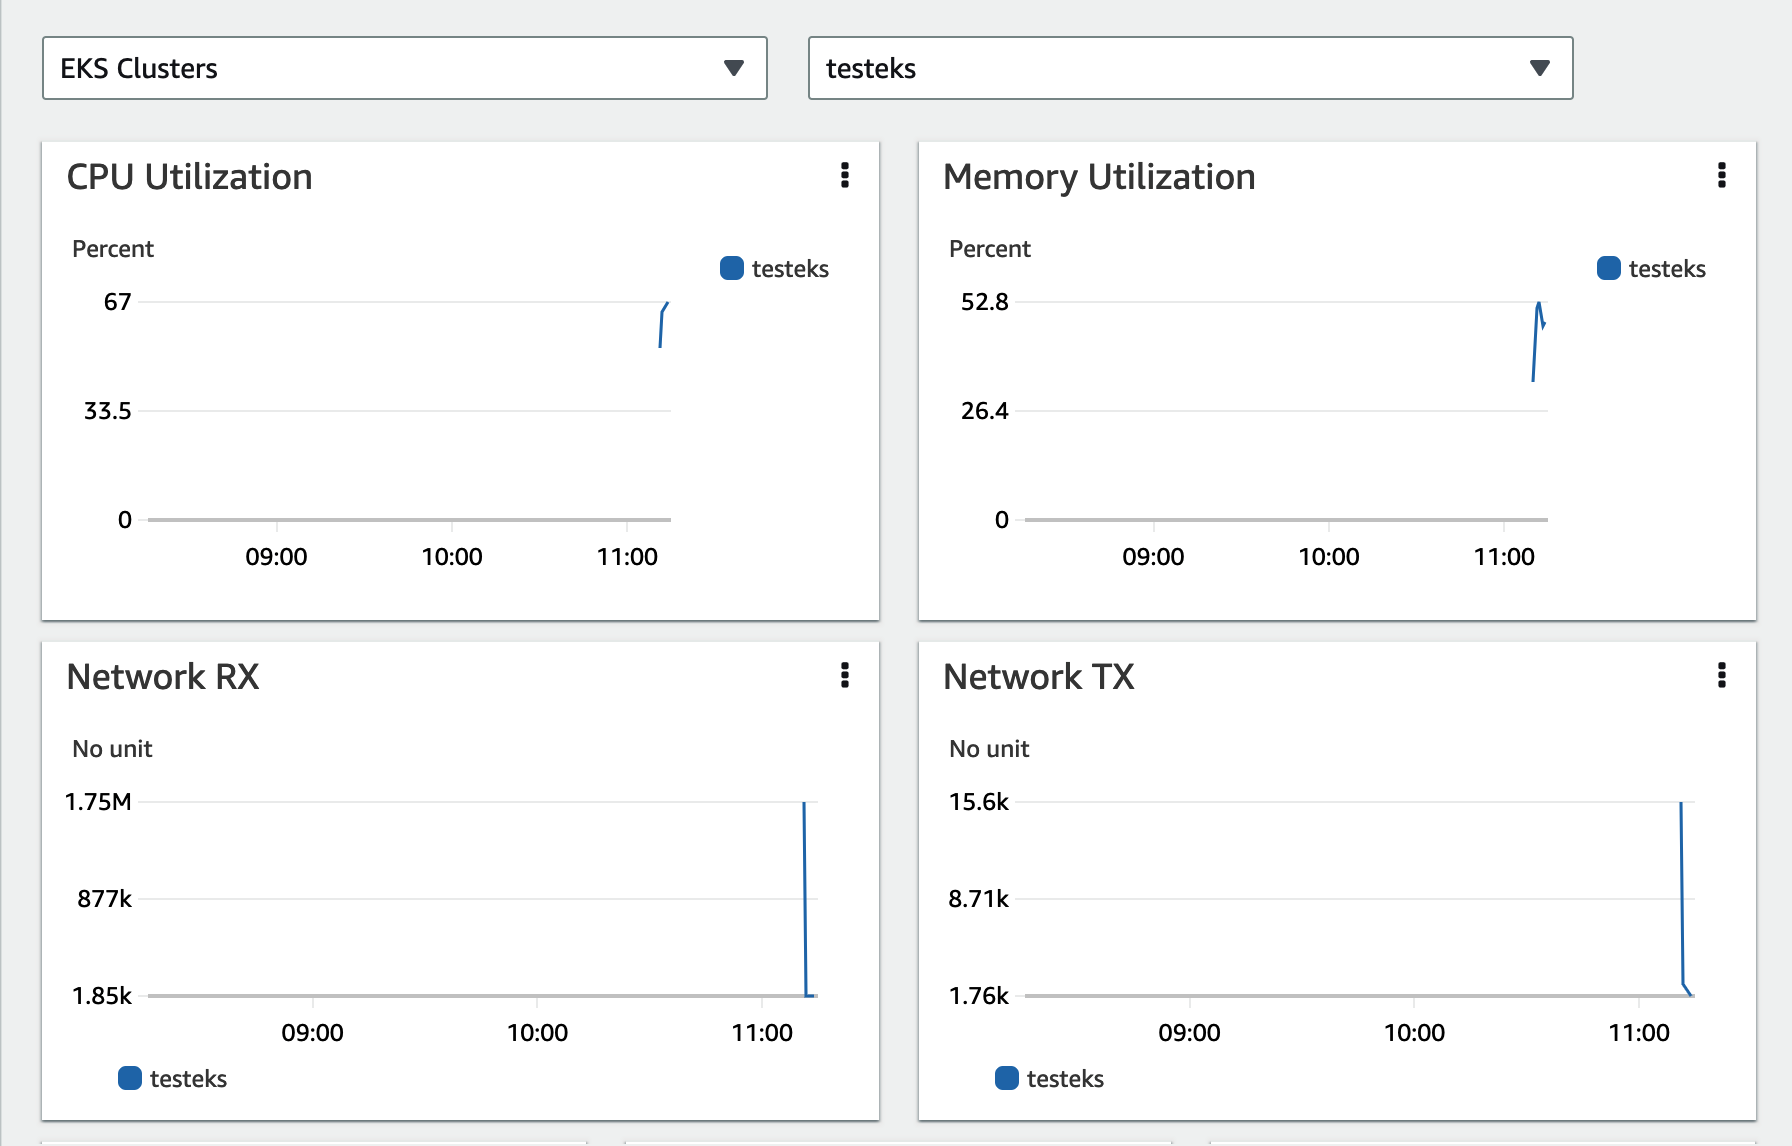 EKS Clusters
testeks
CPU Utilization
Percent
testeks
67
33.5
0
09:00 10:00 11:00
Memory Utilization
Percent
testeks
52.8
26.4
0
09:00 10:00 11:00
Network RX
No unit
1.75M
877k
1.85k
09:00 10:00 11:00
testeks
Network TX
No unit
15.6k
8.71k
1.76k
09:00 10:00 11:00
testeks